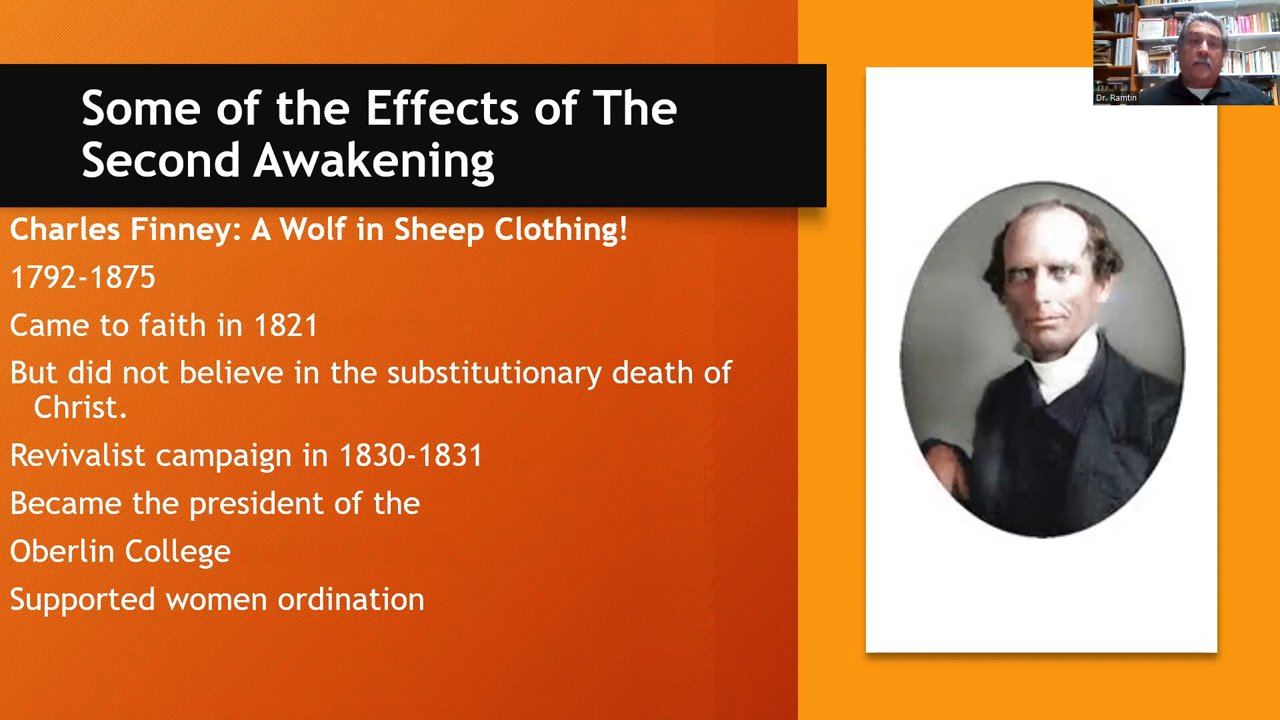 Some of the Effects of The
Second Awakening
Charles Finney: A Wolf in Sheep Clothing!
1792-1875
Came to faith in 1821
But did not believe in the substitutionary death of
Christ.
Revivalist campaign in 1830-1831
Became the president of the
Oberlin College
Supported women ordination
Dr. Ramtin